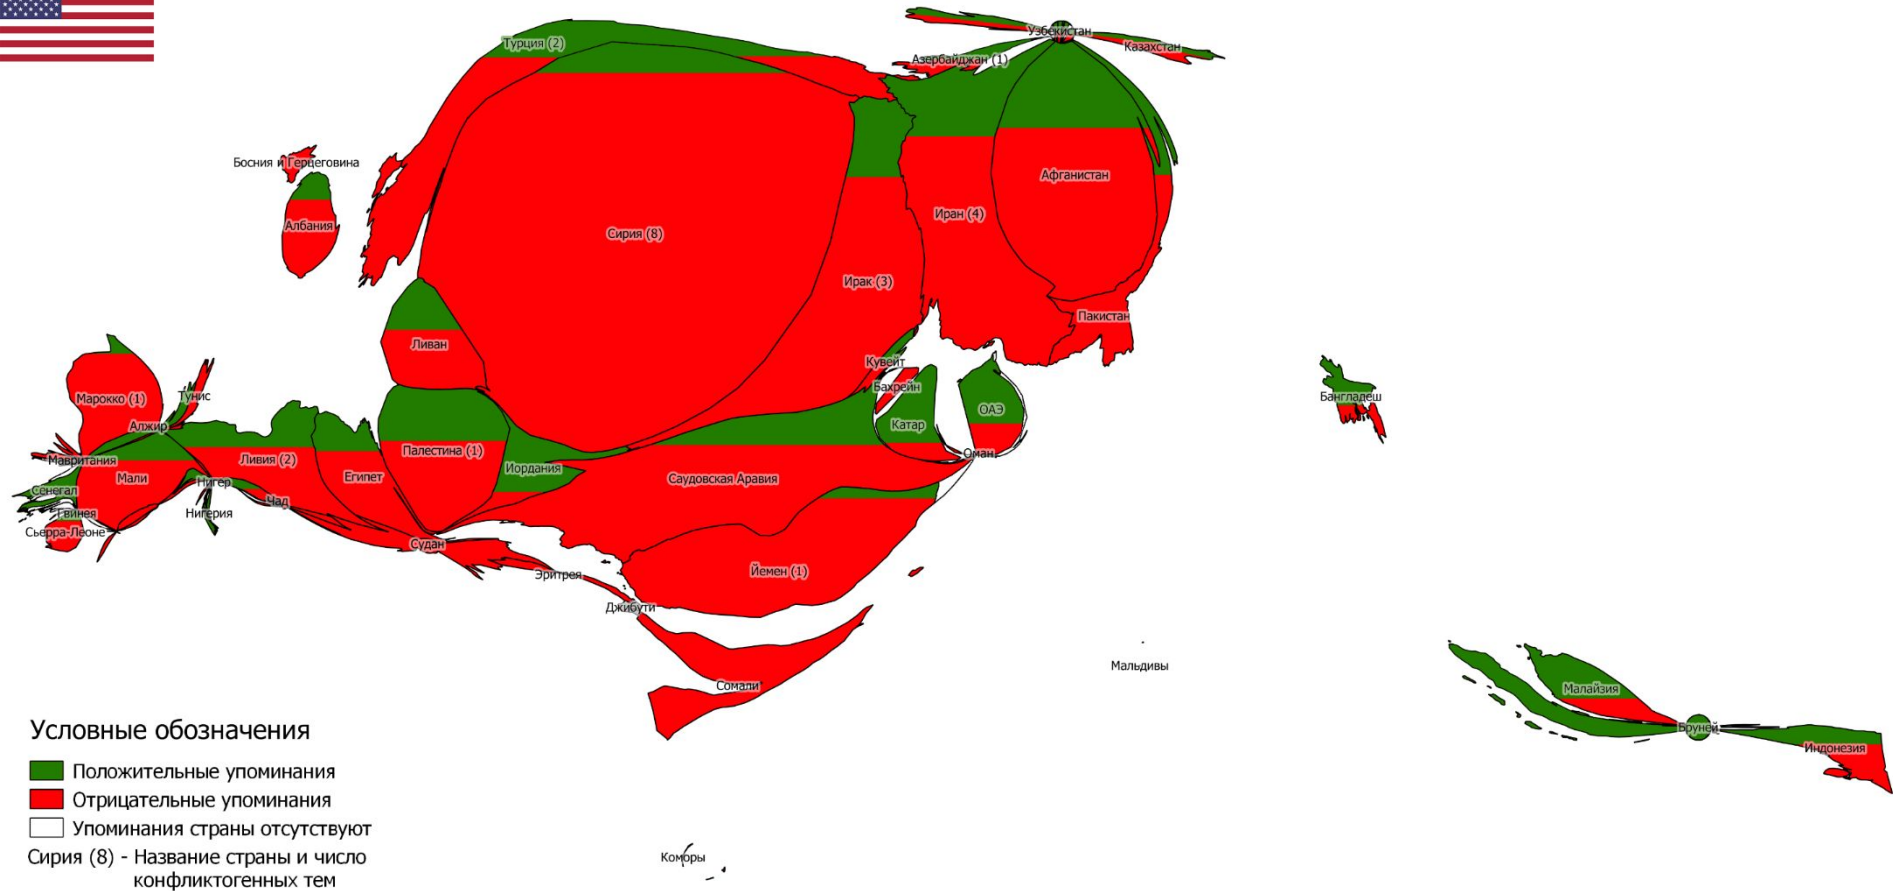 Узбекистан
Турция (2)
Казахстан
Азербайджан (1)
Босния и Герцеговина
Афганистан
Албания
Иран (4)
Сирия (8)
Ирак (3)
Пакистан
Ливан
Кувейт
Бахрейн
Тунис
Марокко (1)
Бангладеш
ОАЭ
Алжир
Катар
Палестина (1)
Оман
Мавритания
Ливия (2)
Иордания
Мали
Египет
Саудовская Аравия
Нигер
Сенегал
Чад
Гвинея
Нигерия
Сьерра-Леоне
Судан
Йемен (1)
Эритрея
Джибути
Мальдивы
Сомали
Малайзия
Бруней
Индонезия
Условные обозначения
Положительные упоминания
Отрицательные упоминания
Упоминания страны отсутствуют
Сирия (8) - Название страны и число
конфликтогенных тем
Коморы